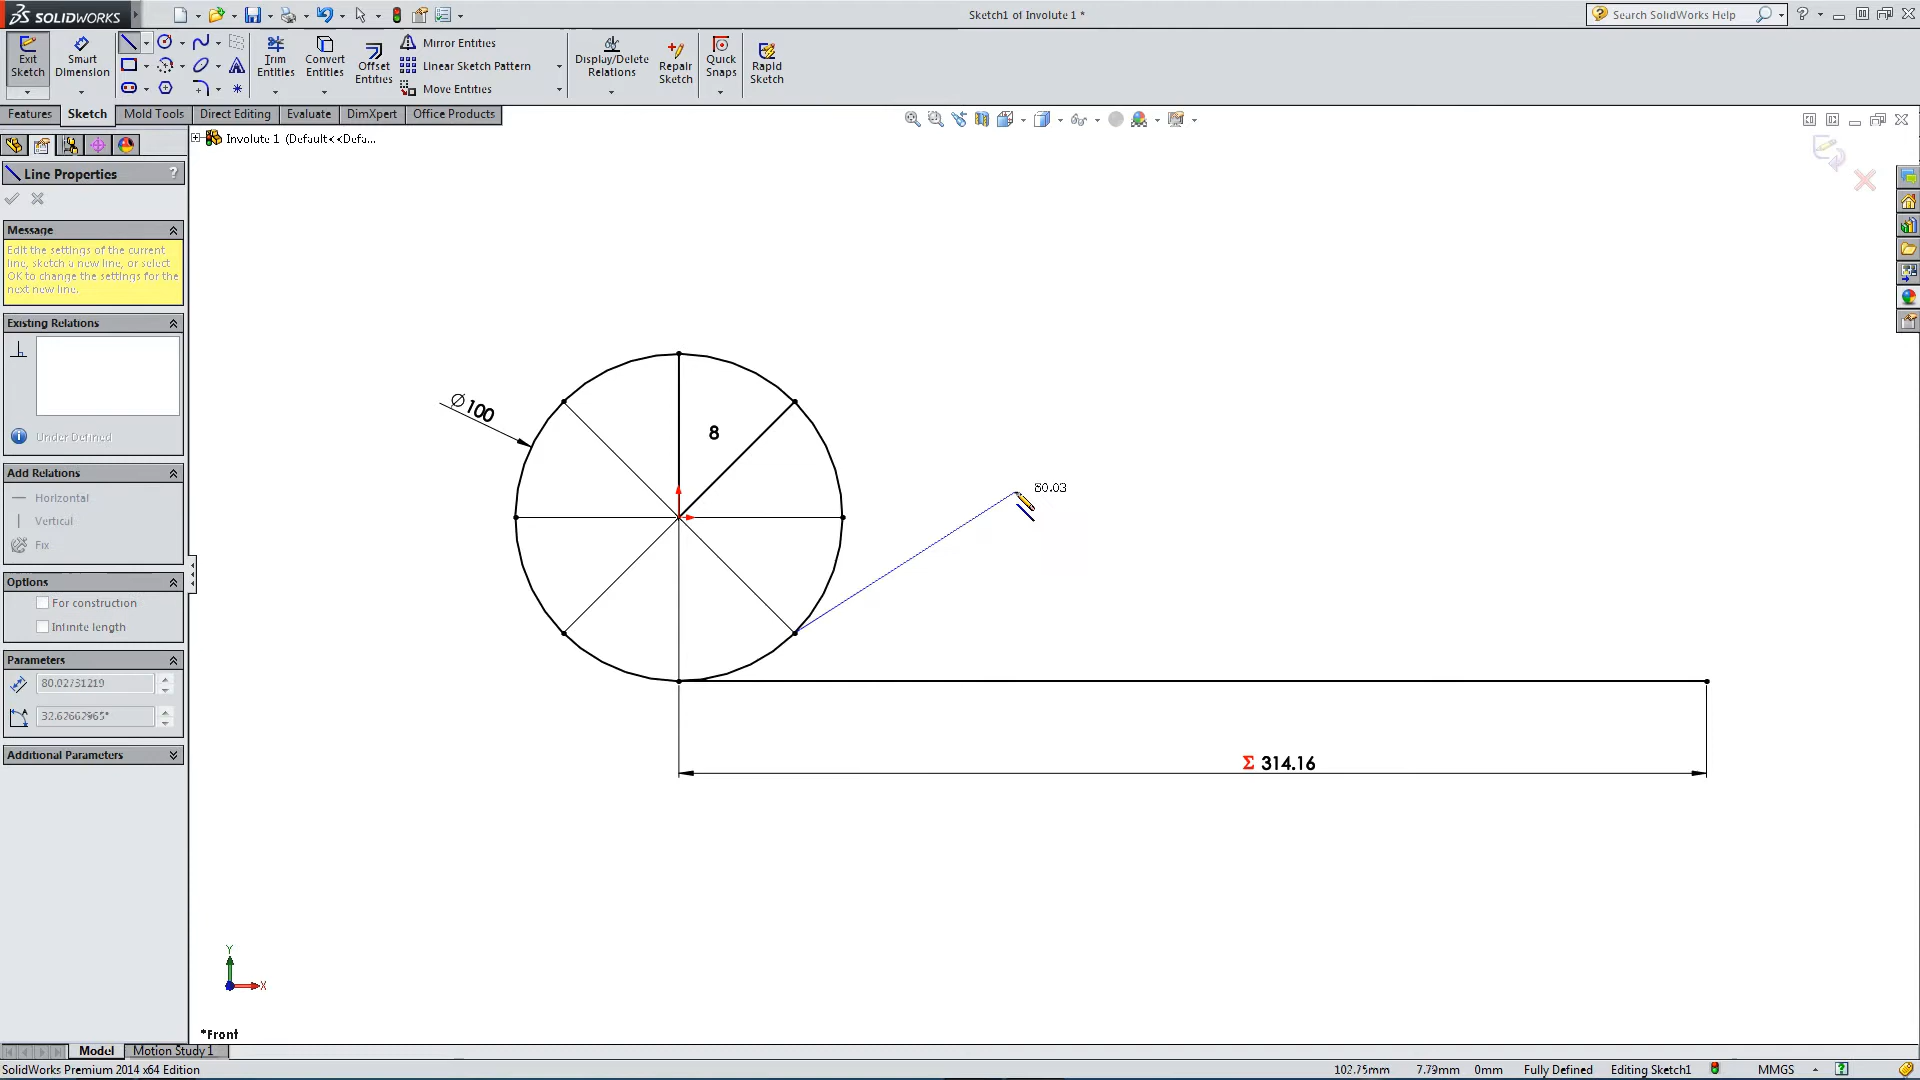 SOLIDWORKS
Sketch1 of Involute 1 *
Search SolidWorks Help
Exit Sketch
Smart Dimension
Trim Entities
Convert Entities
Offset Entities
Mirror Entities
Linear Sketch Pattern
Move Entities
Display/Delete Relations
Repair Sketch
Quick Snaps
Rapid Sketch
Features
Sketch
Mold Tools
Direct Editing
Evaluate
DimXpert
Office Products
Involute 1 (Default<<Defa...
Line Properties
?
Message
Edit the settings of the current
line, sketch a new line, or select
OK to change the settings for the
next new line.
Existing Relations
Under Defined
Add Relations
Horizontal
Vertical
Fix
Options
For construction
Infinite length
Parameters
80.02731219
32.62662965°
Additional Parameters
∅100
8
80.03
Σ 314.16
Y
X
*Front
Model
Motion Study 1
SolidWorks Premium 2014 x64 Edition
102.75mm
7.79mm
0mm
Fully Defined
Editing Sketch1
MMGS